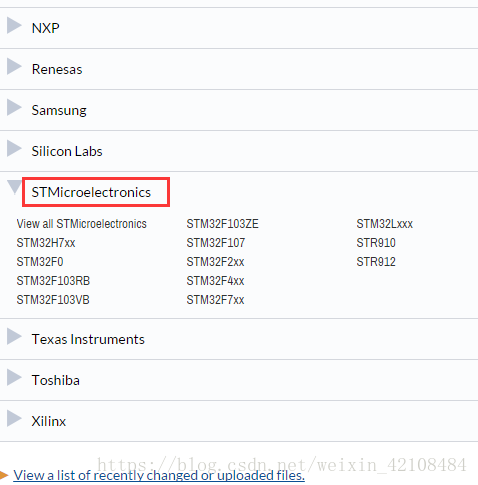 NXP
Renesas
Samsung
Silicon Labs
STMicroelectronics
View all STMicroelectronics STM32F103ZE STM32Lxxx
STM32H7xx STM32F107 STR910
STM32F0 STM32F2xx STR912
STM32F103RB STM32F4xx
STM32F103VB STM32F7xx
Texas Instruments
Toshiba
Xilinx
https://blog.csdn.net/weixin_42108484
View a list of recently changed or uploaded files.